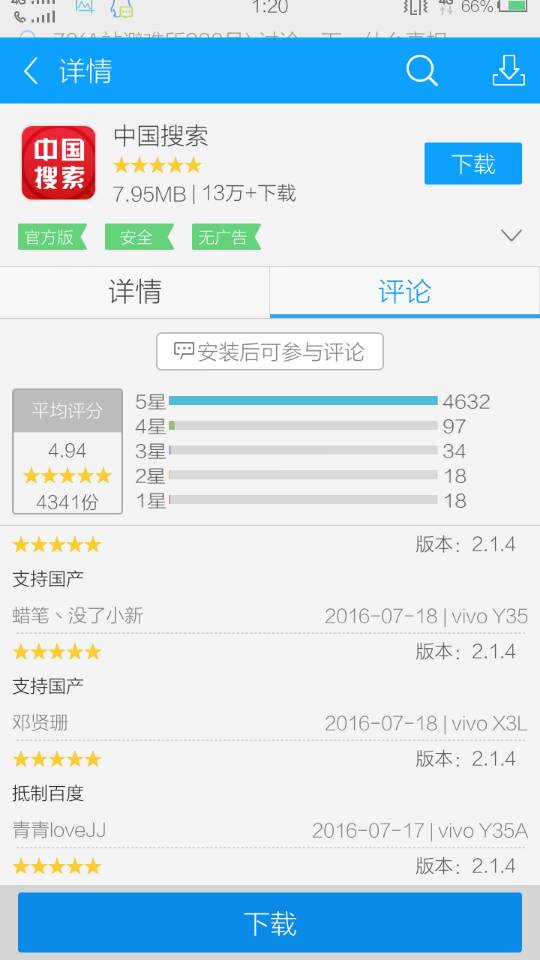 4G
1:20
4G
66%
详情
中国
搜索
中国搜索
7.95MB | 13万+下载
下载
官方版
安全
无广告
详情
评论
安装后可参与评论
平均评分
4.94
4341份
5星 4632
4星 97
3星 34
2星 18
1星 18
版本：2.1.4
支持国产
蜡笔丶没了小新
2016-07-18 | vivo Y35
版本：2.1.4
支持国产
邓贤珊
2016-07-18 | vivo X3L
版本：2.1.4
抵制百度
青青loveJJ
2016-07-17 | vivo Y35A
版本：2.1.4
下载